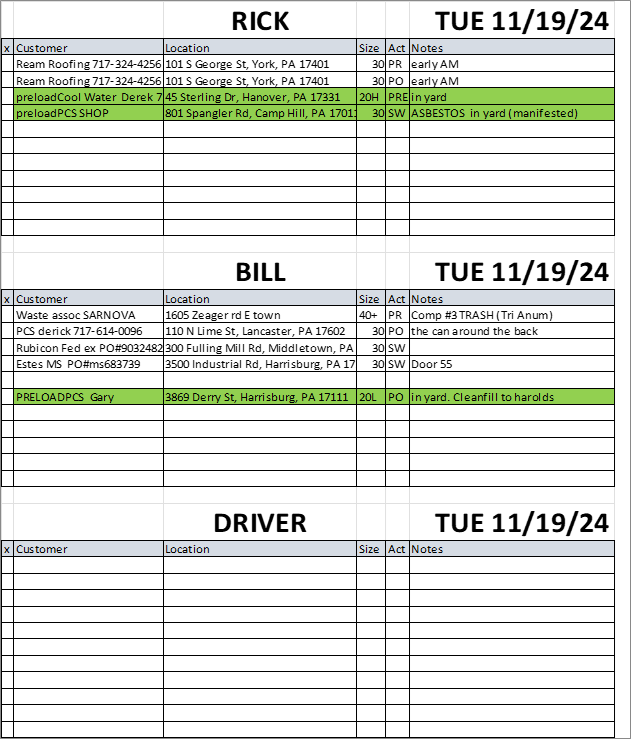 RICK TUE 11/19/24
x Customer Location Size Act Notes
Ream Roofing 717-324-4256 101 S George St, York, PA 17401 30 PR early AM
Ream Roofing 717-324-4256 101 S George St, York, PA 17401 30 PO early AM
preloadCool Water Derek 7 45 Sterling Dr, Hanover, PA 17331 20H PRE in yard
preloadPCS SHOP 801 Spangler Rd, Camp Hill, PA 17011 30 SW ASBESTOS in yard (manifested)
BILL TUE 11/19/24
x Customer Location Size Act Notes
Waste assoc SARNOVA 1605 Zeager rd E town 40+ PR Comp #3 TRASH (Tri Anum)
PCS derick 717-614-0096 110 N Lime St, Lancaster, PA 17602 30 PO the can around the back
Rubicon Fed ex PO#9032482 300 Fulling Mill Rd, Middletown, PA 30 SW
Estes MS PO#ms683739 3500 Industrial Rd, Harrisburg, PA 17 30 SW Door 55
PRELOADPCS Gary 3869 Derry St, Harrisburg, PA 17111 20L PO in yard. Cleanfill to harolds
DRIVER TUE 11/19/24
x Customer Location Size Act Notes